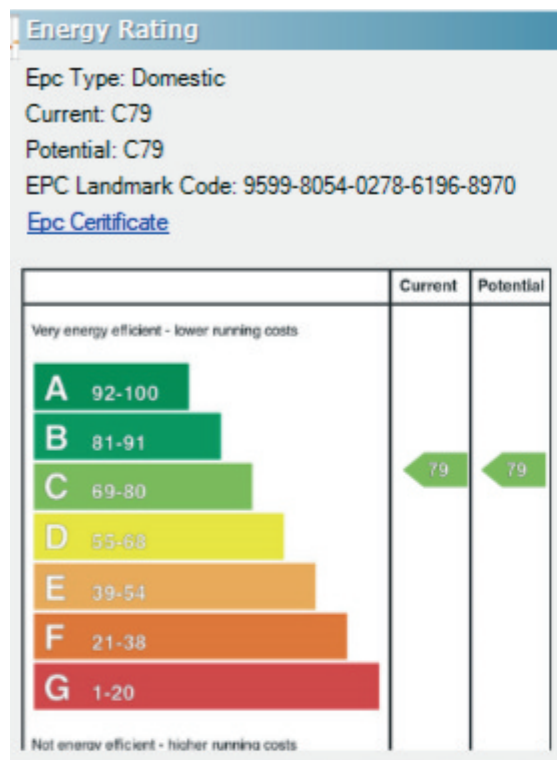 Energy Rating
Epc Type: Domestic
Current: C79
Potential: C79
EPC Landmark Code: 9599-8054-0278-6196-8970
Epc Ceritificate
Current Potential
Very energy efficient - lower running costs
A 92-100
B 81-91
C 69-80
79 79
D 55-68
E 39-54
F 21-38
G 1-20
Not energy efficient - higher running costs